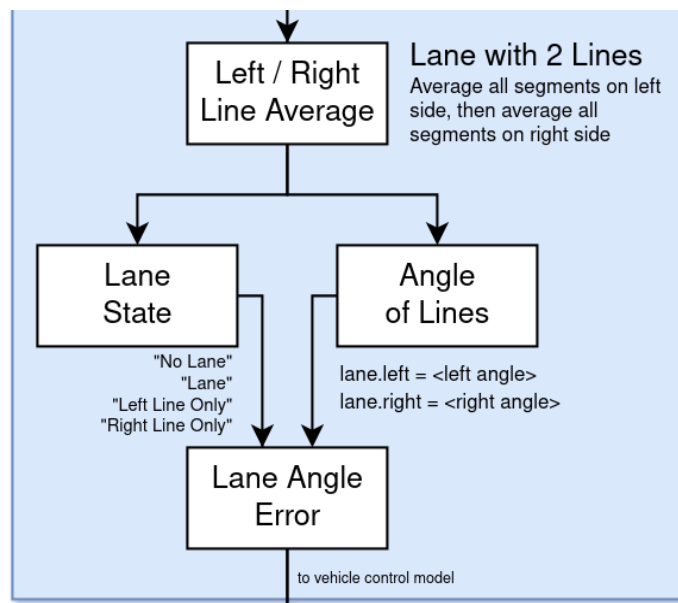 Left / Right
Line Average
Lane with 2 Lines
Average all segments on left
side, then average all
segments on right side
Lane
State
Angle
of Lines
"No Lane"
"Lane"
"Left Line Only"
"Right Line Only"
lane.left = <left angle>
lane.right = <right angle>
Lane Angle
Error
to vehicle control model